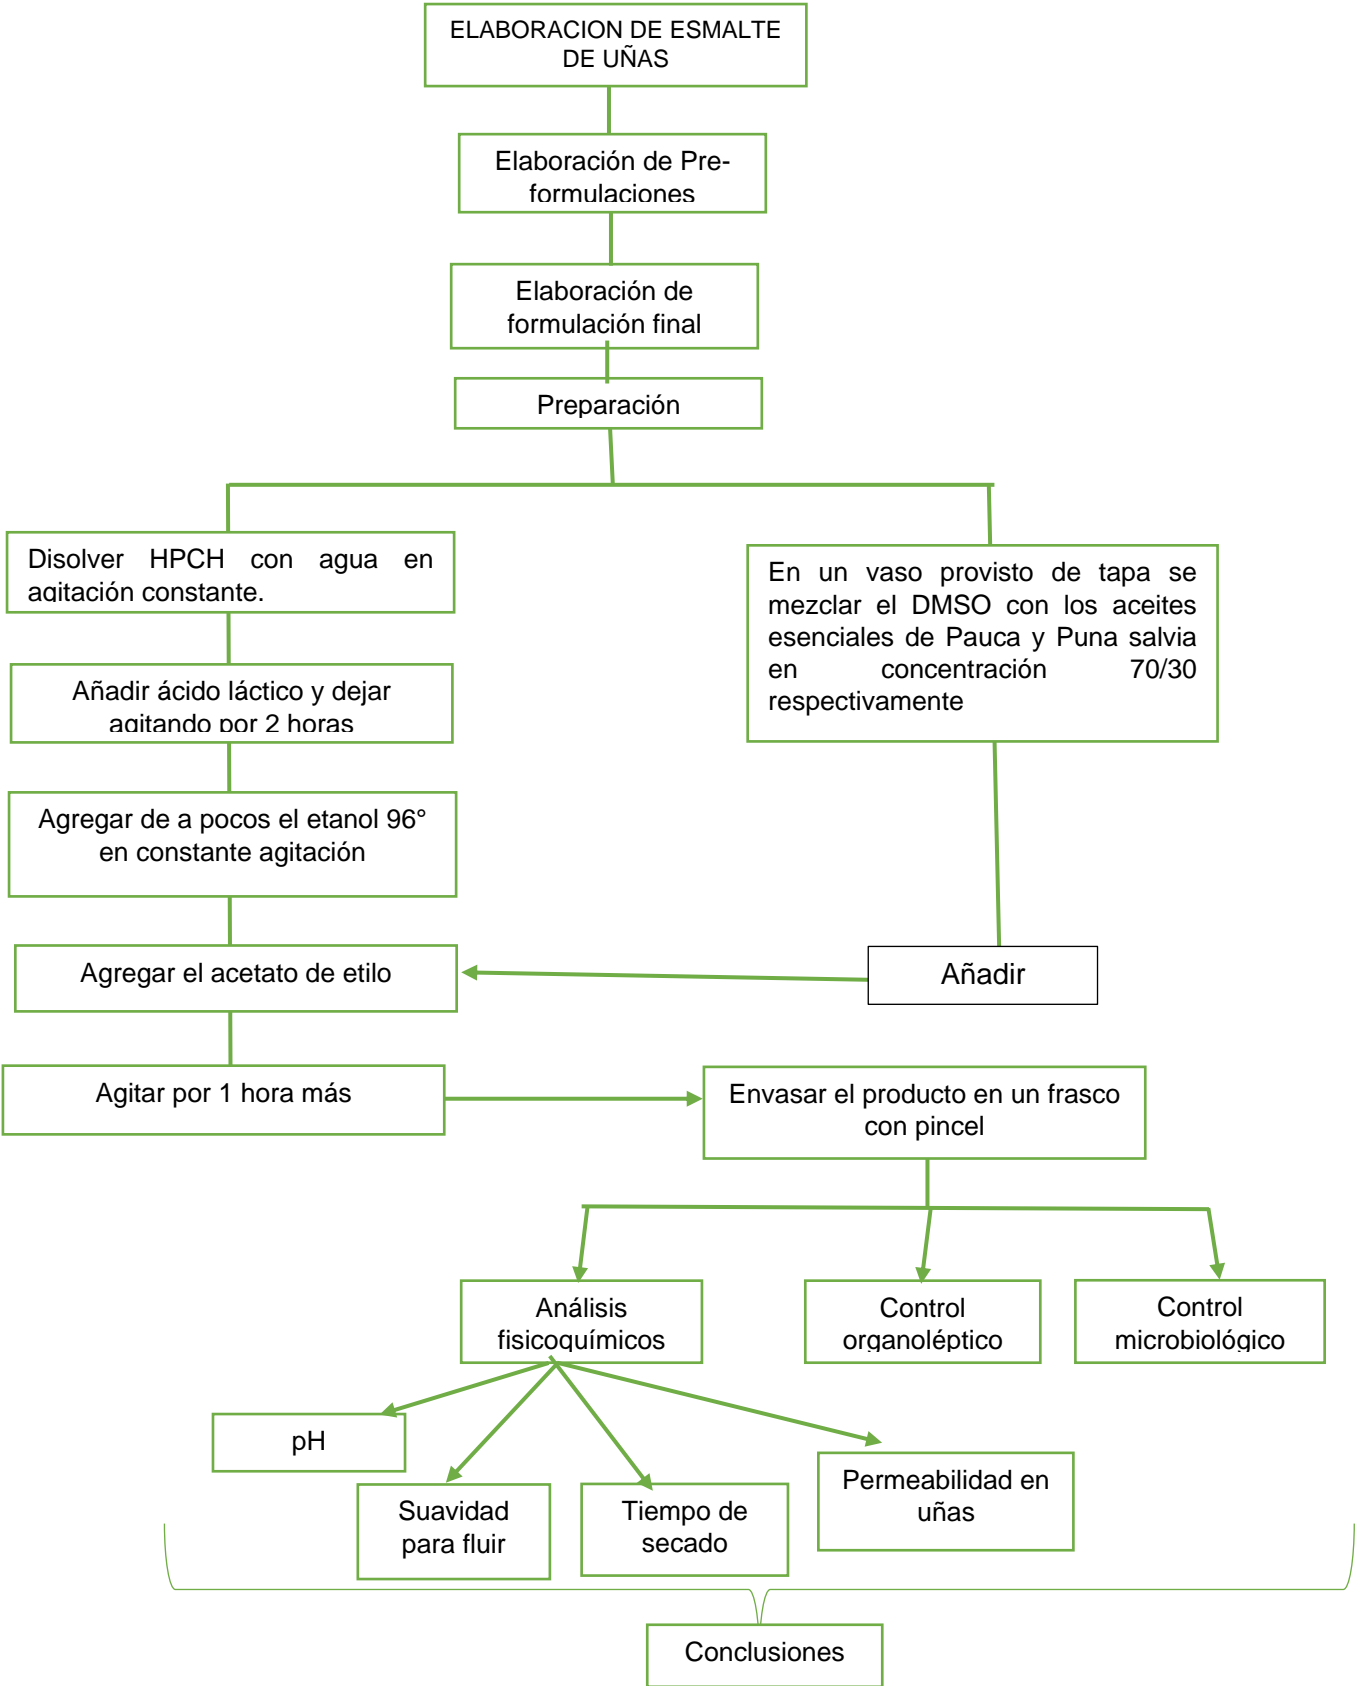 ELABORACION DE ESMALTE
DE UÑAS
Elaboración de Pre-
formulaciones
Elaboración de
formulación final
Preparación
Disolver HPCH con agua en
agitación constante.
Añadir ácido láctico y dejar
agitando por 2 horas
Agregar de a pocos el etanol 96°
en constante agitación
En un vaso provisto de tapa se
mezclar el DMSO con los aceites
esenciales de Pauca y Puna salvia
en concentración 70/30
respectivamente
Agregar el acetato de etilo
Añadir
Agitar por 1 hora más
Envasar el producto en un frasco
con pincel
Análisis
fisicoquímicos
Control
organoléptico
Control
microbiológico
pH
Suavidad
para fluir
Tiempo de
secado
Permeabilidad en
uñas
Conclusiones